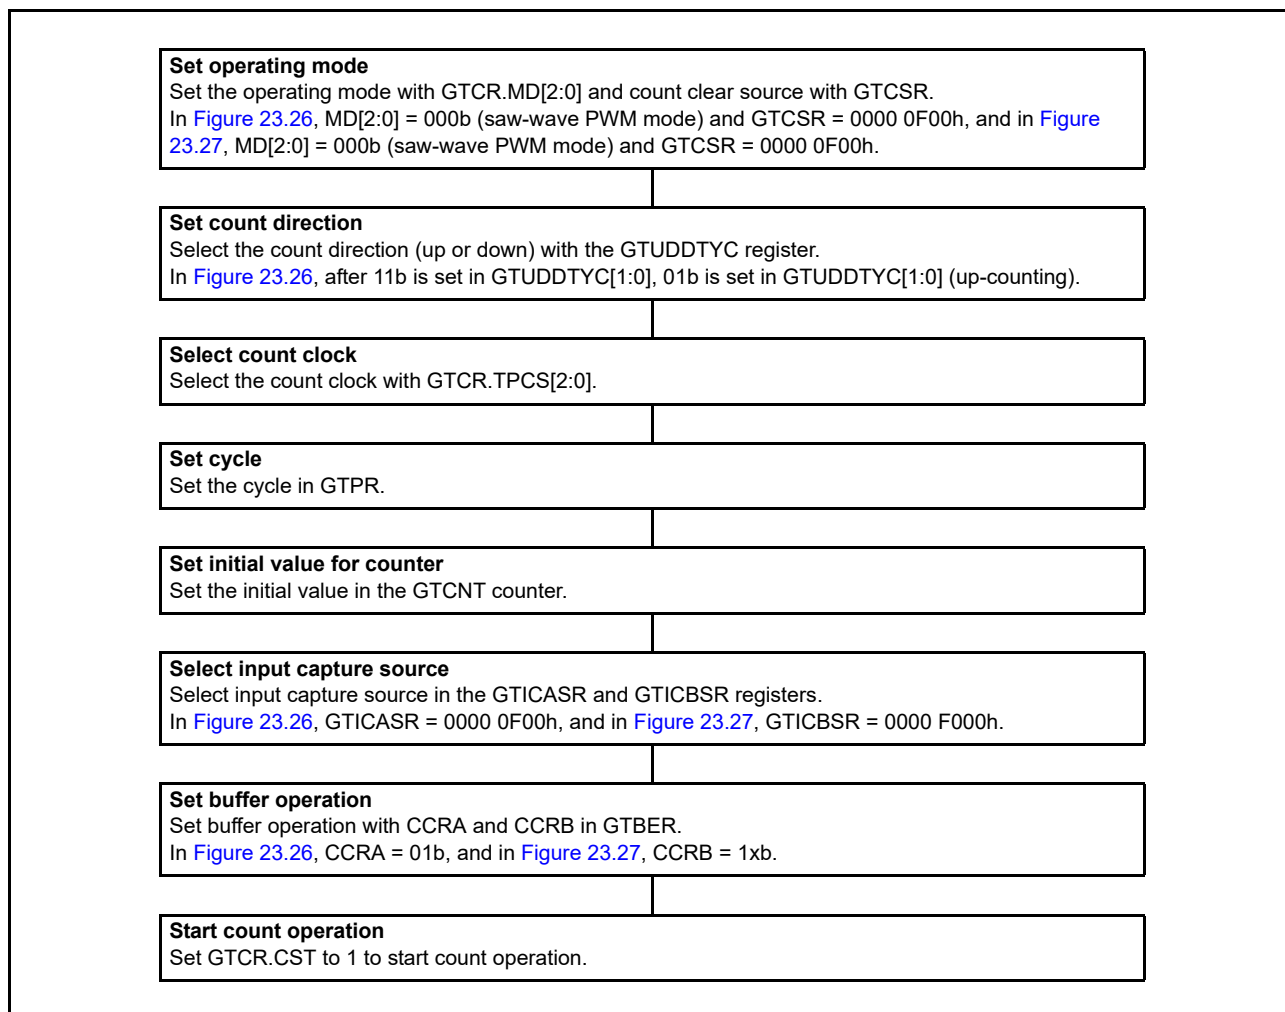 Set operating mode
Set the operating mode with GTCR.MD[2:0] and count clear source with GTCSR.
In Figure 23.26, MD[2:0] = 000b (saw-wave PWM mode) and GTCSR = 0000 0F00h, and in Figure
23.27, MD[2:0] = 000b (saw-wave PWM mode) and GTCSR = 0000 0F00h.
Set count direction
Select the count direction (up or down) with the GTUDDTYC register.
In Figure 23.26, after 11b is set in GTUDDTYC[1:0], 01b is set in GTUDDTYC[1:0] (up-counting).
Select count clock
Select the count clock with GTCR.TPCS[2:0].
Set cycle
Set the cycle in GTPR.
Set initial value for counter
Set the initial value in the GTCNT counter.
Select input capture source
Select input capture source in the GTICASR and GTICBSR registers.
In Figure 23.26, GTICASR = 0000 0F00h, and in Figure 23.27, GTICBSR = 0000 F000h.
Set buffer operation
Set buffer operation with CCRA and CCRB in GTBER.
In Figure 23.26, CCRA = 01b, and in Figure 23.27, CCRB = 1xb.
Start count operation
Set GTCR.CST to 1 to start count operation.